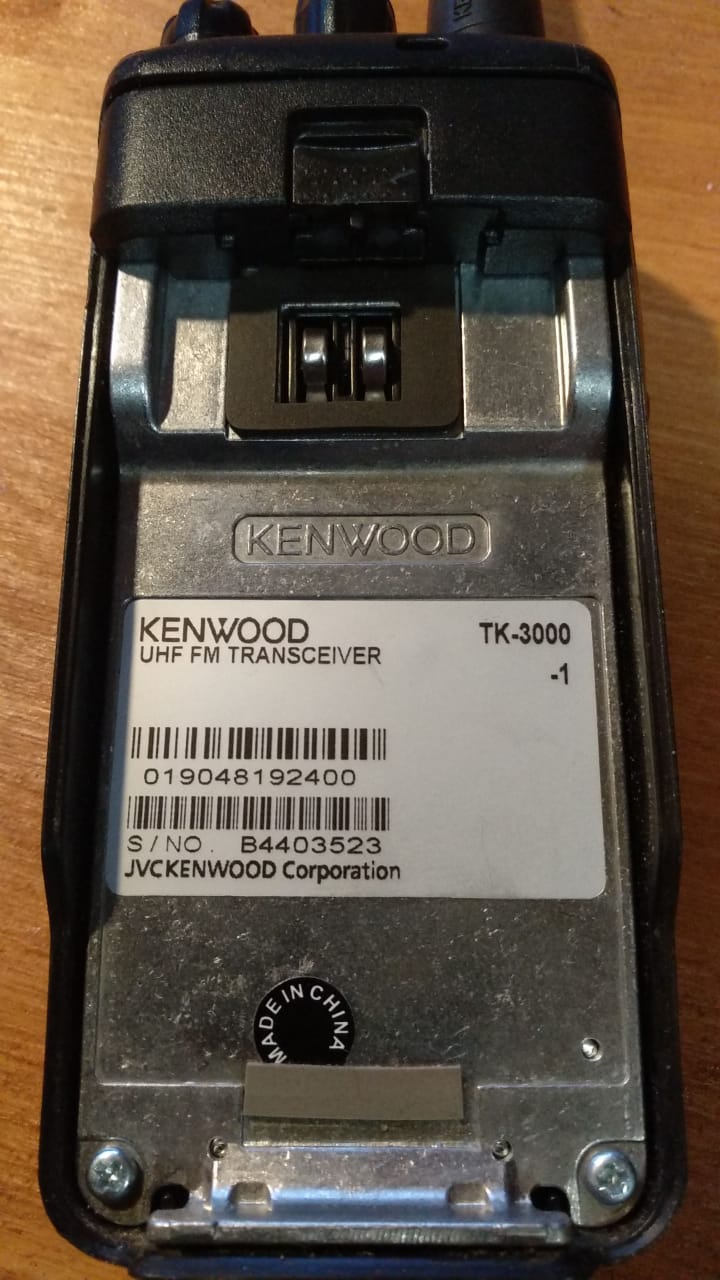 KENWOOD
KENWOOD
TK-3000
UHF FM TRANSCEIVER
-1
019048192400
S/NO. B4403523
JVCKENWOOD Corporation
MADE IN CHINA